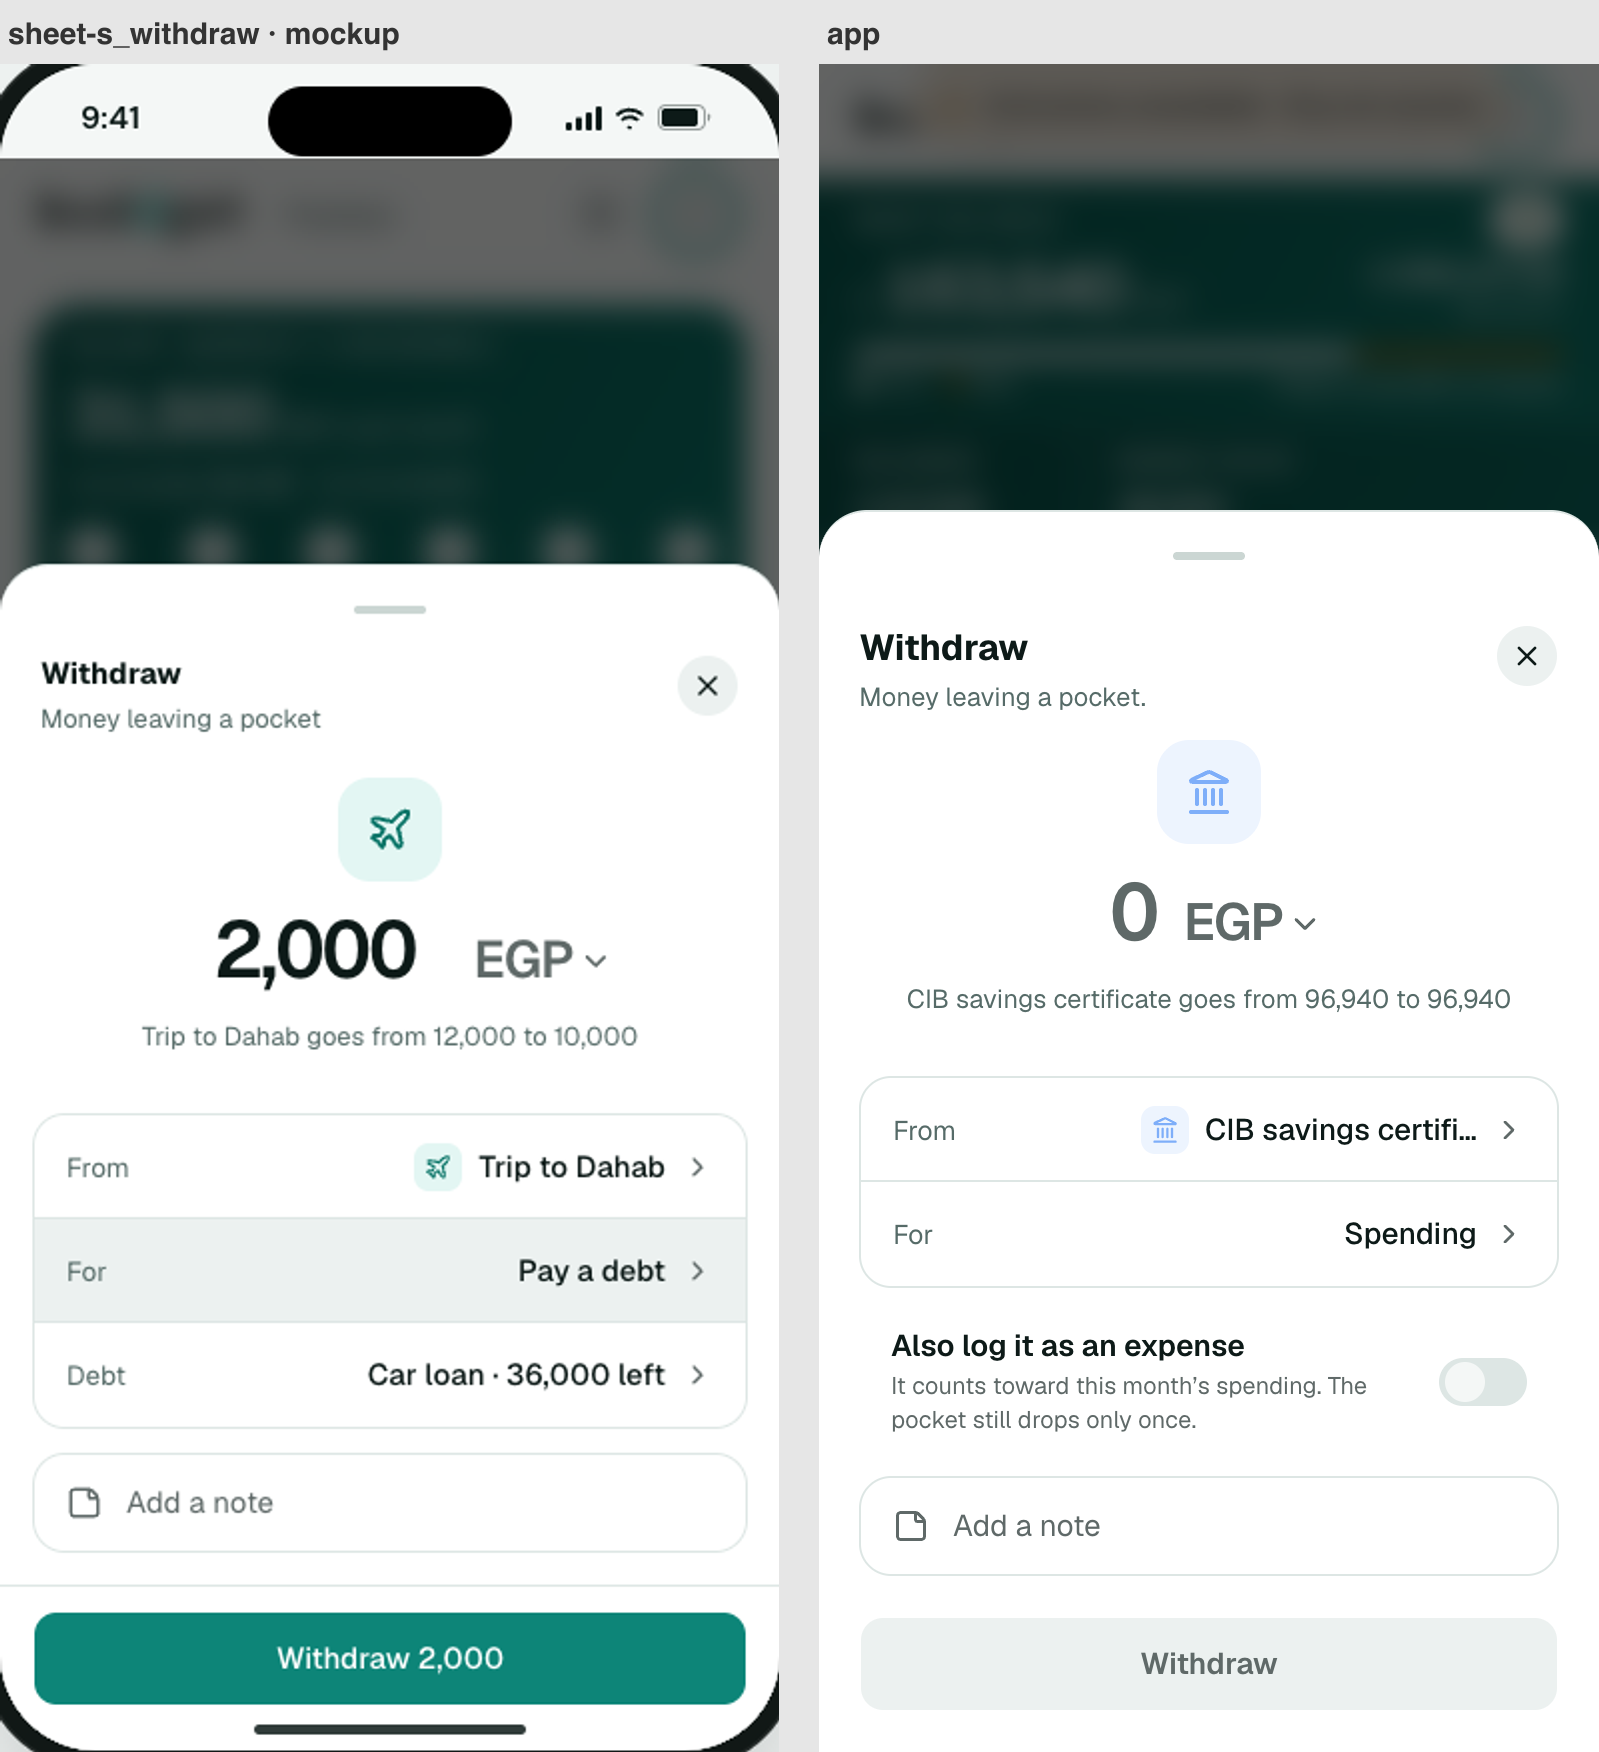 sheet-s_withdraw · mockup
9:41
Withdraw
Money leaving a pocket
2,000 EGP
Trip to Dahab goes from 12,000 to 10,000
From Trip to Dahab
For Pay a debt
Debt Car loan · 36,000 left
Add a note
Withdraw 2,000
app
Withdraw
Money leaving a pocket.
0 EGP
CIB savings certificate goes from 96,940 to 96,940
From CIB savings certifi...
For Spending
Also log it as an expense
It counts toward this month’s spending. The
pocket still drops only once.
Add a note
Withdraw